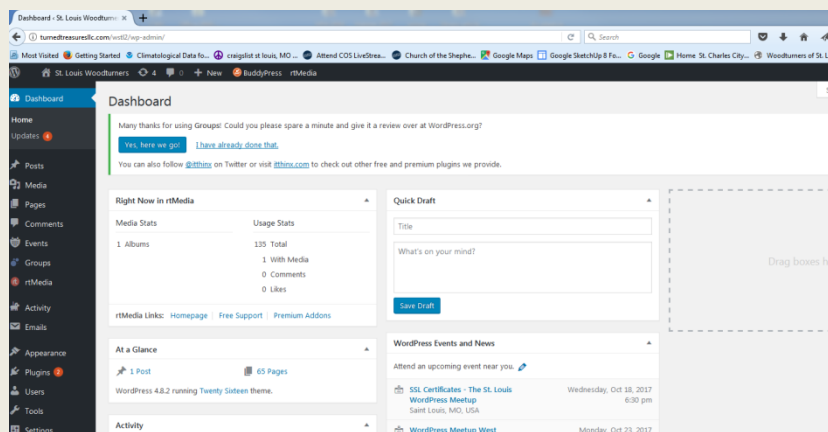 Dashboard ‹ St. Louis Woodturne
turnedtreasuresllc.com/wstl2/wp-admin/
Search
Most Visited Getting Started Climatological Data fo... craigslist st louis, MO ... Attend COS LiveStrea... Church of the Shephe... Google Maps Google SketchUp 8 Fo... Google Home St. Charles City... Woodturners of St. L
St. Louis Woodturners 4 0 + New BuddyPress rtMedia
Dashboard
Home
Updates 4
Posts
Media
Pages
Comments
Events
Groups
rtMedia
Activity
Emails
Appearance
Plugins 2
Users
Tools
Settings
Dashboard
Many thanks for using Groups! Could you please spare a minute and give it a review over at WordPress.org?
Yes, here we go! I have already done that.
You can also follow @itthinx on Twitter or visit itthinx.com to check out other free and premium plugins we provide.
Right Now in rtMedia
Media Stats Usage Stats
1 Albums 135 Total
1 With Media
0 Comments
0 Likes
rtMedia Links: Homepage | Free Support | Premium Addons
At a Glance
1 Post 65 Pages
WordPress 4.8.2 running Twenty Sixteen theme.
Activity
Quick Draft
Title
What's on your mind?
Save Draft
WordPress Events and News
Attend an upcoming event near you.
SSL Certificates - The St. Louis Wednesday, Oct 18, 2017
WordPress Meetup 6:30 pm
Saint Louis, MO, USA
WordPress Meetup West Monday, Oct 23, 2017
Drag boxes h